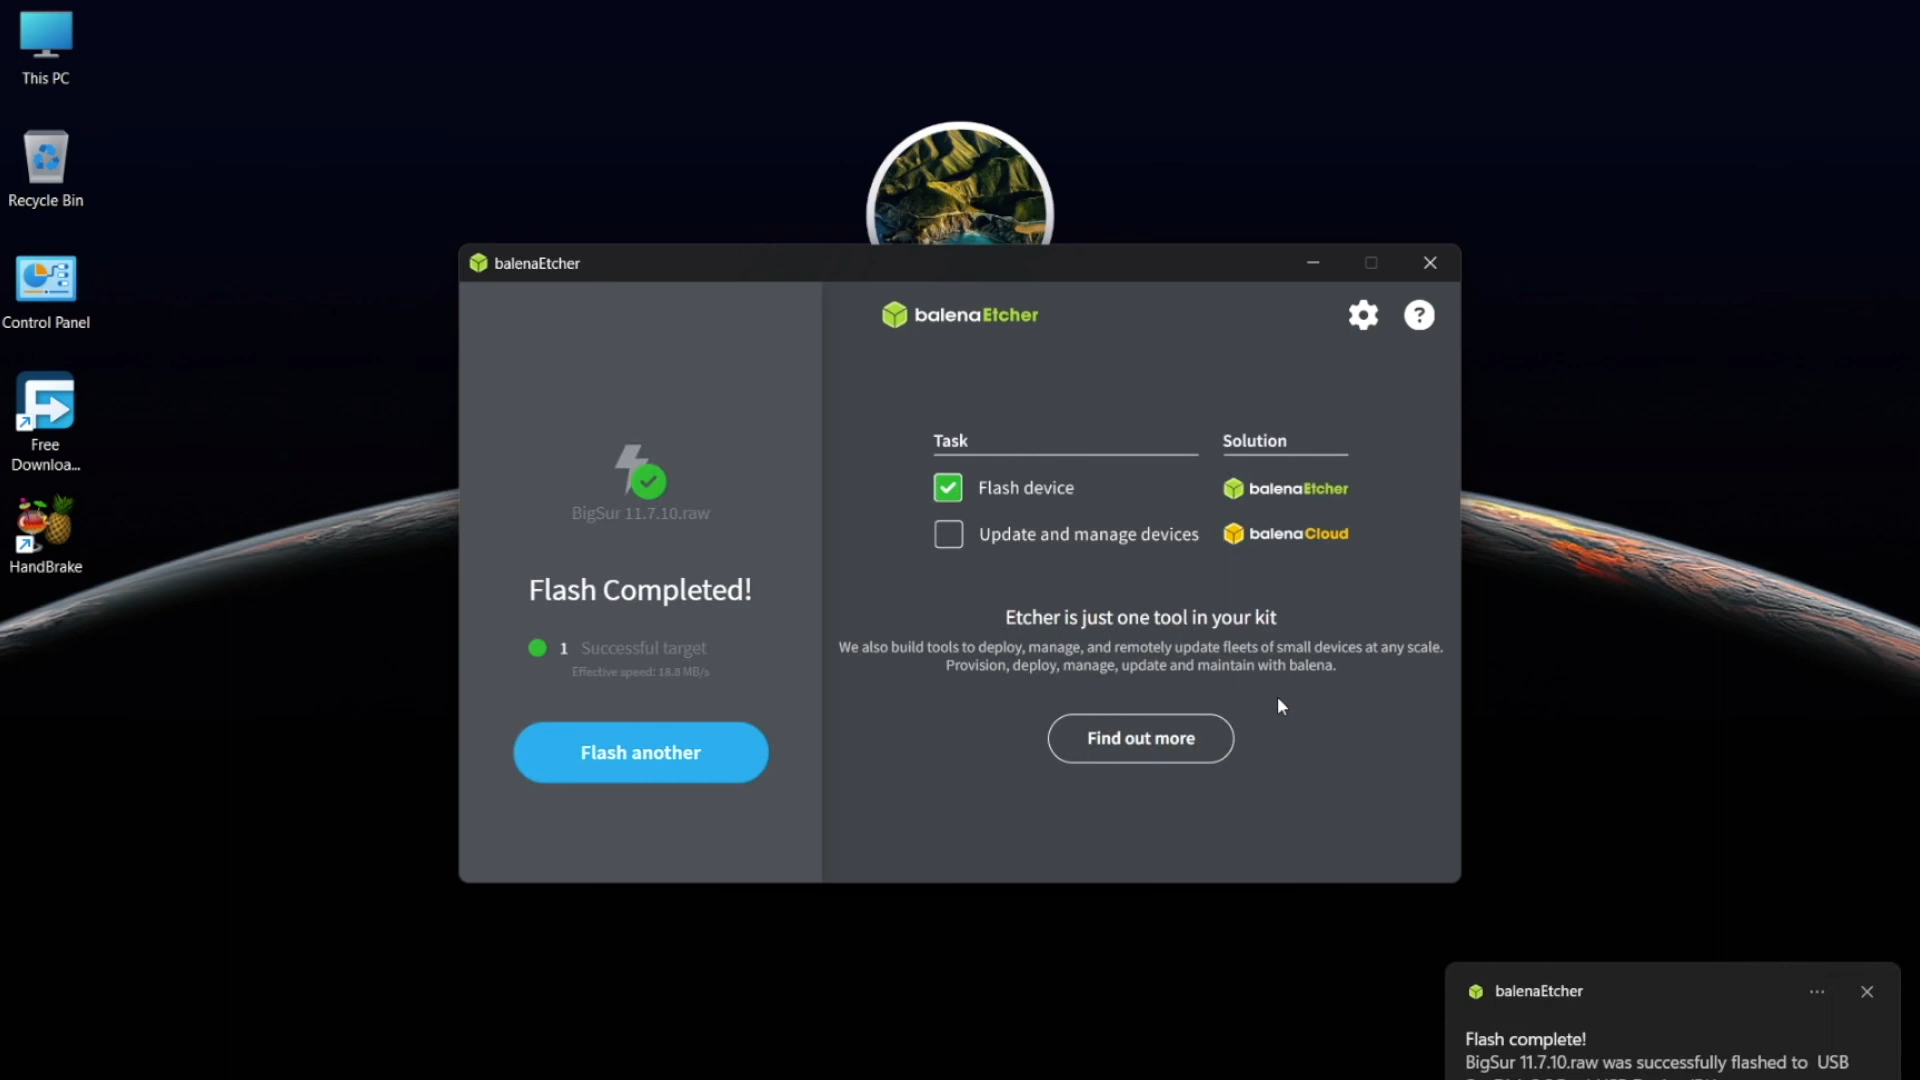 This PC
Recycle Bin
Control Panel
Free
Downloa...
HandBrake
balenaEtcher
BigSur 11.7.10.raw
Flash Completed!
1 Successful target
Effective speed: 18.8 MB/s
Flash another
balenaEtcher
Task Solution
Flash device balenaEtcher
Update and manage devices balenaCloud
Etcher is just one tool in your kit
We also build tools to deploy, manage, and remotely update fleets of small devices at any scale.
Provision, deploy, manage, update and maintain with balena.
Find out more
balenaEtcher
Flash complete!
BigSur 11.7.10.raw was successfully flashed to USB